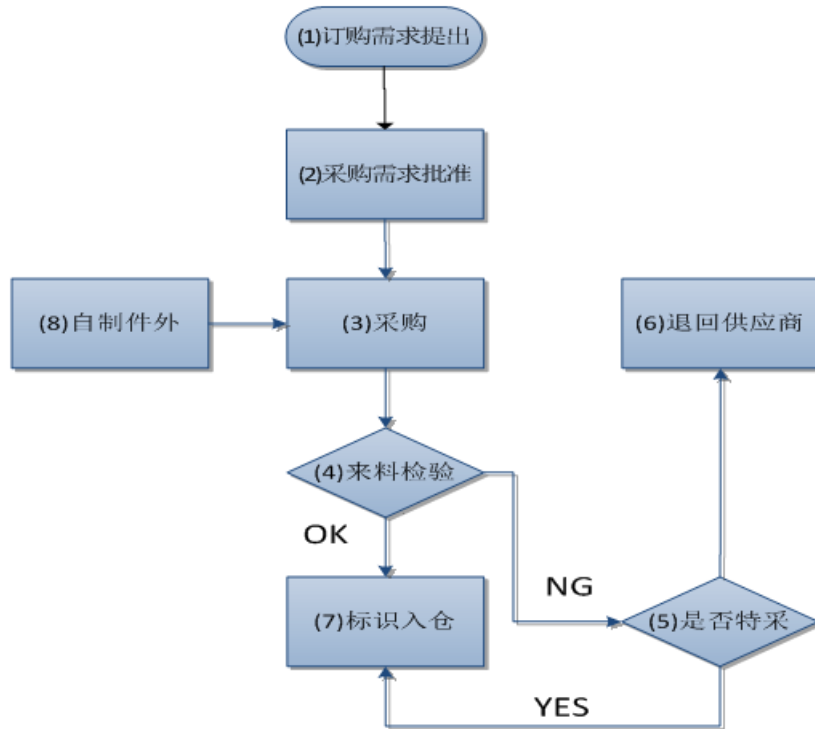 (1)订购需求提出
(2)采购需求批准
(8)自制件外
(3)采购
(6)退回供应商
(4)来料检验
OK
NG
(7)标识入仓
(5)是否特采
YES